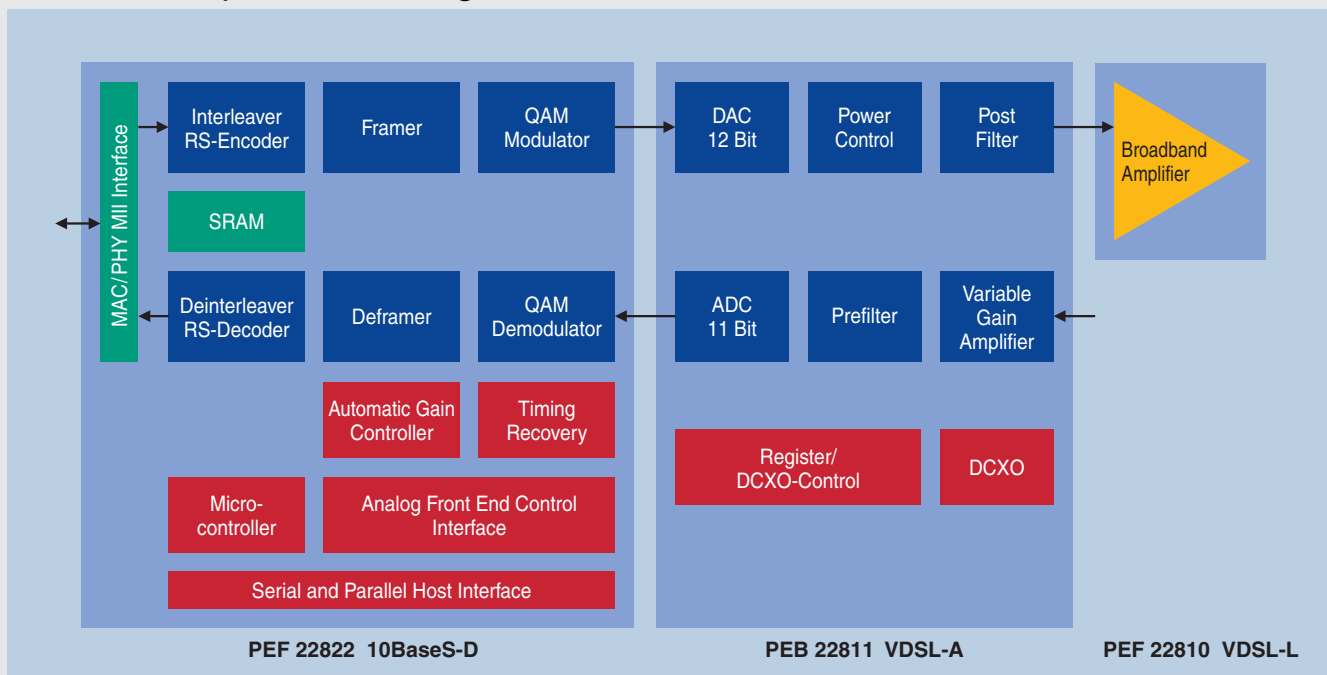 Interleaver
RS-Encoder
Framer
QAM
Modulator
DAC
12 Bit
Power
Control
Post
Filter
Broadband
Amplifier
MAC/PHY MII Interface
SRAM
Deinterleaver
RS-Decoder
Deframer
QAM
Demodulator
ADC
11 Bit
Prefilter
Variable
Gain
Amplifier
Automatic Gain
Controller
Timing
Recovery
Register/
DCXO-Control
DCXO
Micro-
controller
Analog Front End Control
Interface
Serial and Parallel Host Interface
PEF 22822 10BaseS-D
PEB 22811 VDSL-A
PEF 22810 VDSL-L